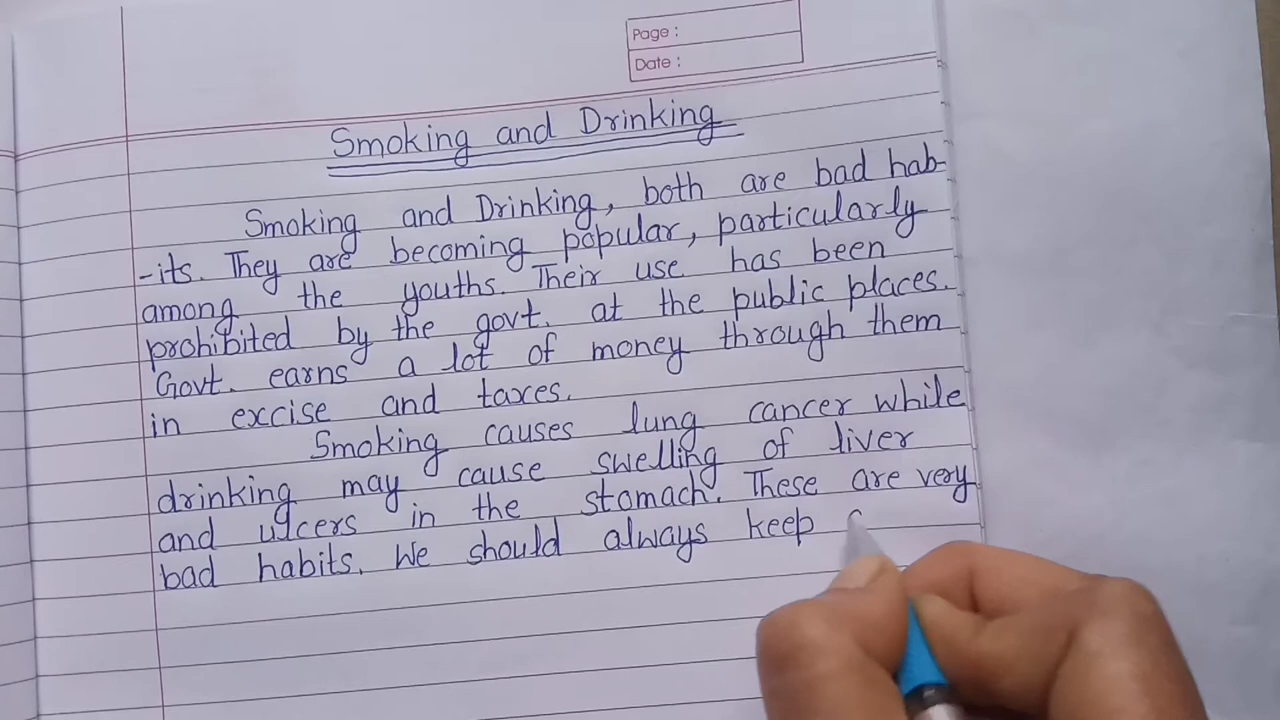 Page :
Date :
Smoking and Drinking
Smoking and Drinking, both are bad hab-
-its. They are becoming popular, particularly
among the youths. Their use has been
prohibited by the govt. at the public places.
Govt. earns a lot of money through them
in excise and taxes.
Smoking causes lung cancer while
drinking may cause swelling of liver
and ulcers in the stomach. These are very
bad habits. We should always keep